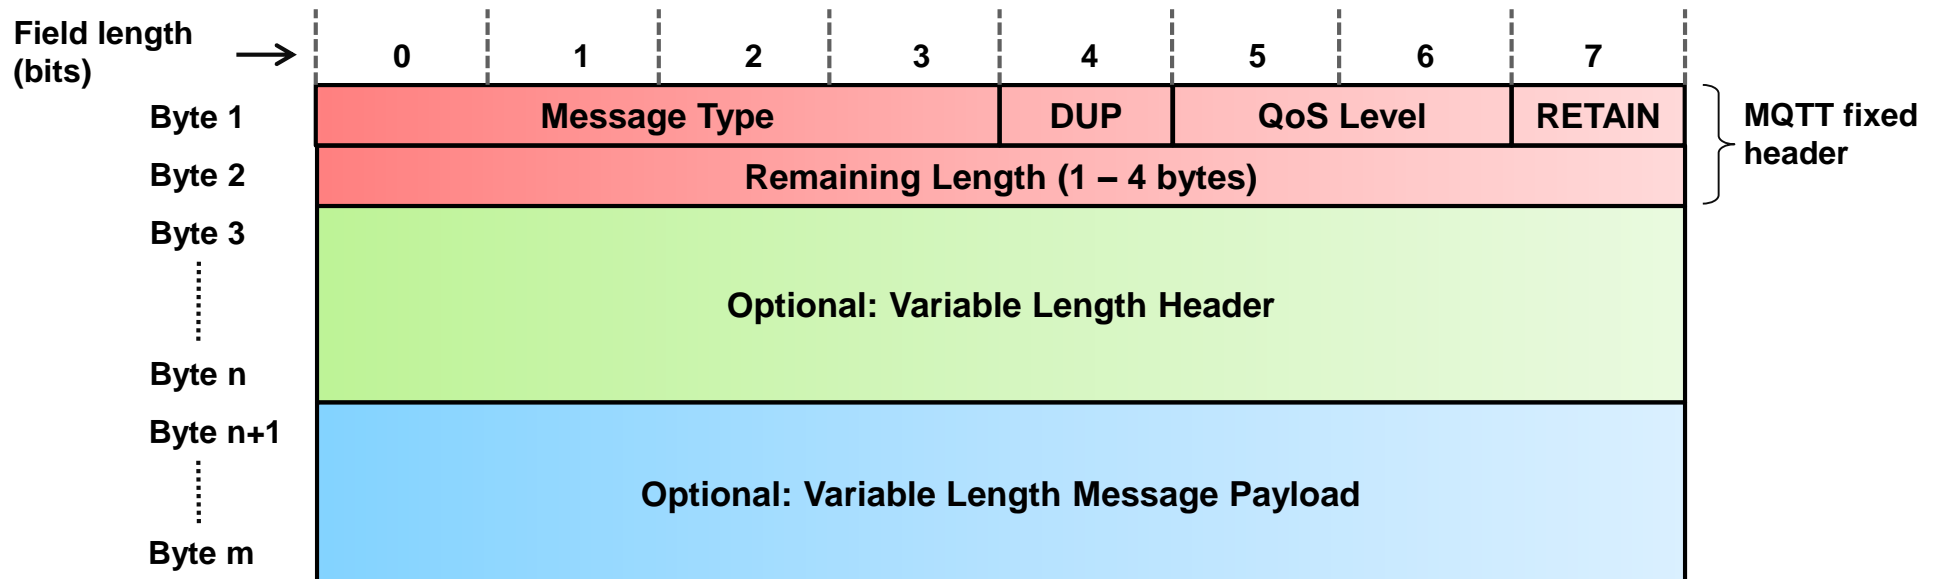 Field length
(bits)
0 1 2 3 4 5 6 7
Byte 1
Message Type DUP QoS Level RETAIN
MQTT fixed
header
Byte 2
Remaining Length (1 – 4 bytes)
Byte 3
Optional: Variable Length Header
Byte n
Byte n+1
Optional: Variable Length Message Payload
Byte m